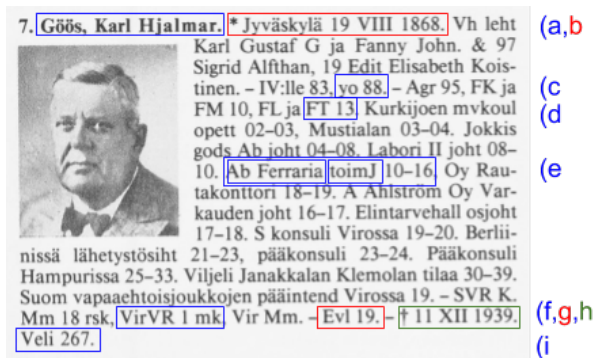 7. Göös, Karl Hjalmar. * Jyväskylä 19 VIII 1868. Vh leht (a,b
Karl Gustaf G ja Fanny John. & 97
Sigrid Alfthan, 19 Edit Elisabeth Kois-
tinen. – IV:lle 83, yo 88. – Agr 95, FK ja (c
FM 10, FL ja FT 13. Kurkijoen mvkoul (d
opett 02–03, Mustialan 03–04. Jokkis
gods Ab joht 04–08. Labori II joht 08–
10. Ab Ferraria toimJ 10–16, Oy Rau- (e
takonttori 18–19. A Ahlström Oy Var-
kauden joht 16–17. Elintarvehall osjoht
17–18. S konsuli Virossa 19–20. Berlii-
nissä lähetystösiht 21–23, pääkonsuli 23–24. Pääkonsuli
Hampurissa 25–33. Viljeli Janakkalan Klemolan tilaa 30–39.
Suom vapaaehtoisjoukkojen pääintend Virossa 19. – SVR K.
Mm 18 rsk, VirVR 1 mk, Vir Mm. – Evl 19. – † 11 XII 1939. (f,g,h
Veli 267. (i